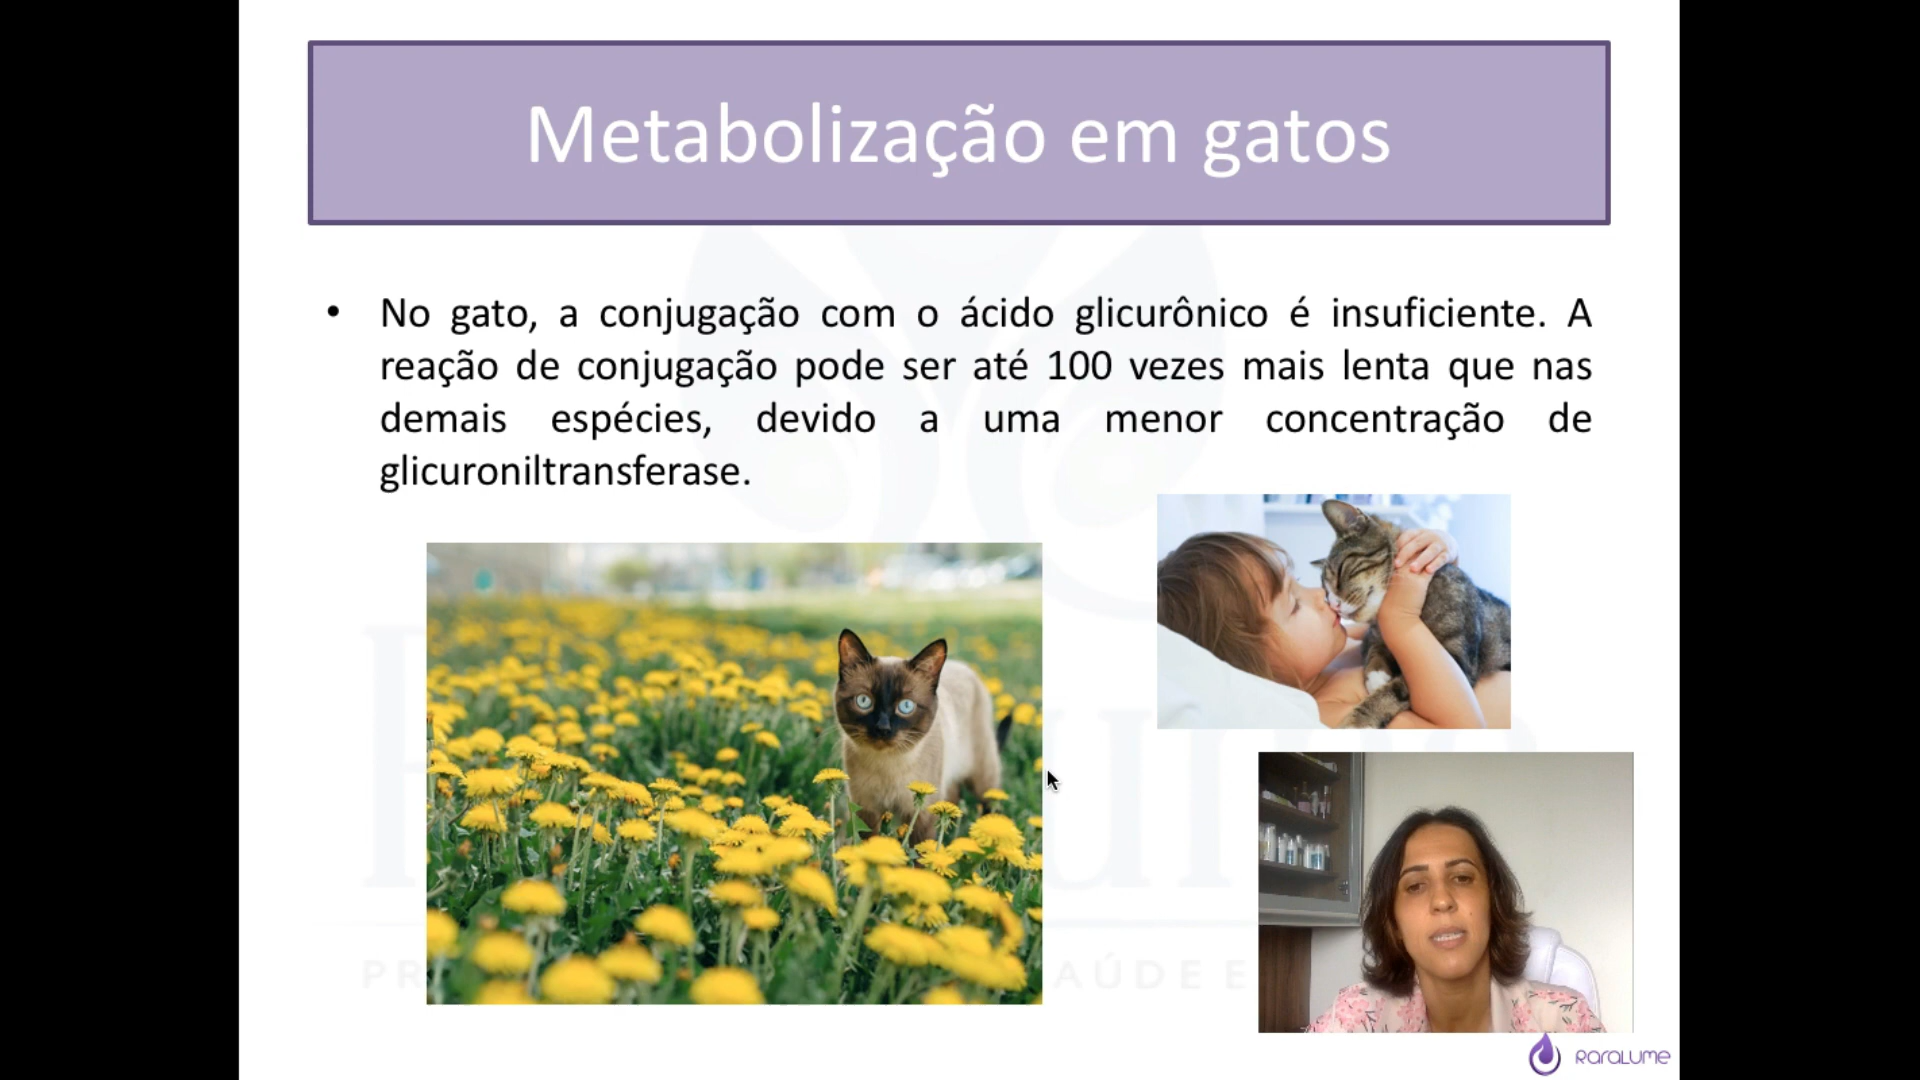 Metabolização em gatos
• No gato, a conjugação com o ácido glicurônico é insuficiente. A
reação de conjugação pode ser até 100 vezes mais lenta que nas
demais espécies, devido a uma menor concentração de
glicuroniltransferase.
RaraLUme